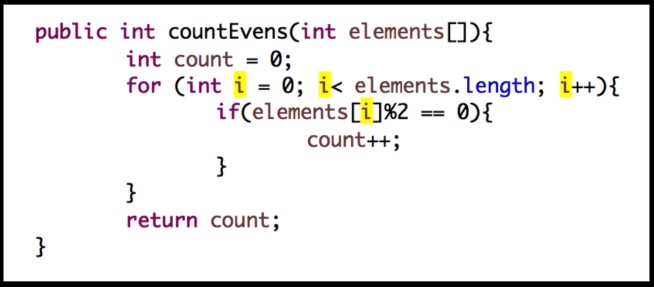 public int countEvens(int elements[]){
int count = 0;
for (int i = 0; i< elements.length; i++){
if(elements[i]%2 == 0){
count++;
}
}
return count;
}